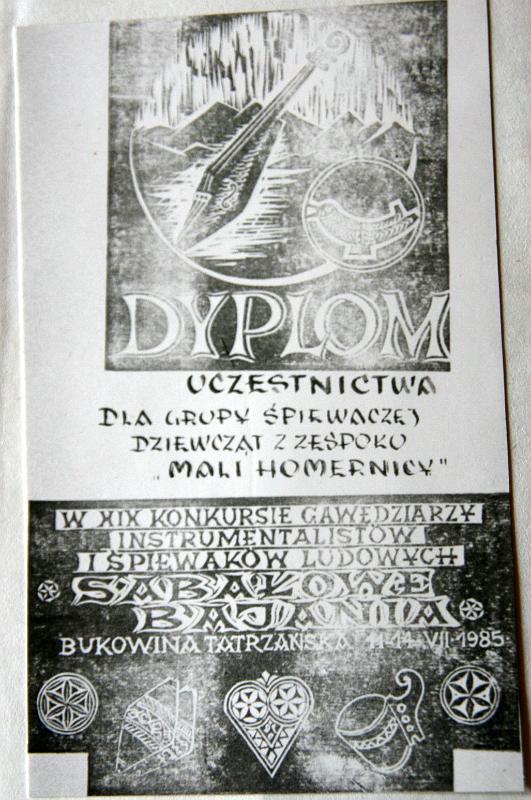 DYPLOM
UCZESTNICTWA
DLA GRUPY ŚPIEWACZEJ
DZIEWCZĄT Z ZESPOŁU
„MALI HOMERNICY"
W XIX KONKURSIE GAWĘDZIARZY
INSTRUMENTALISTÓW
I ŚPIEWAKÓW LUDOWYCH
SABAŁOWE
BAJANIA
BUKOWINA TATRZAŃSKA 11-14-VII-1985